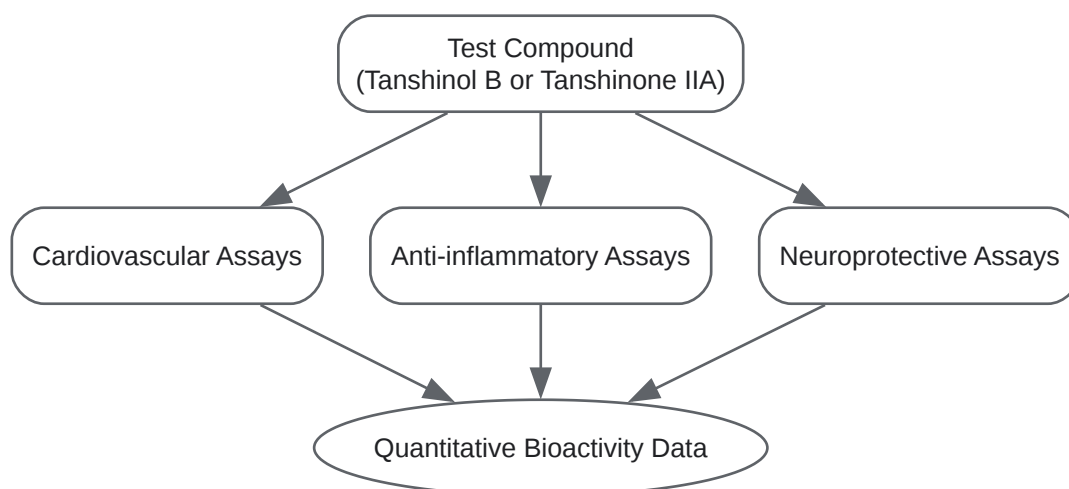 Test Compound
(Tanshinol B or Tanshinone IIA)
Cardiovascular Assays
Anti-inflammatory Assays
Neuroprotective Assays
Quantitative Bioactivity Data